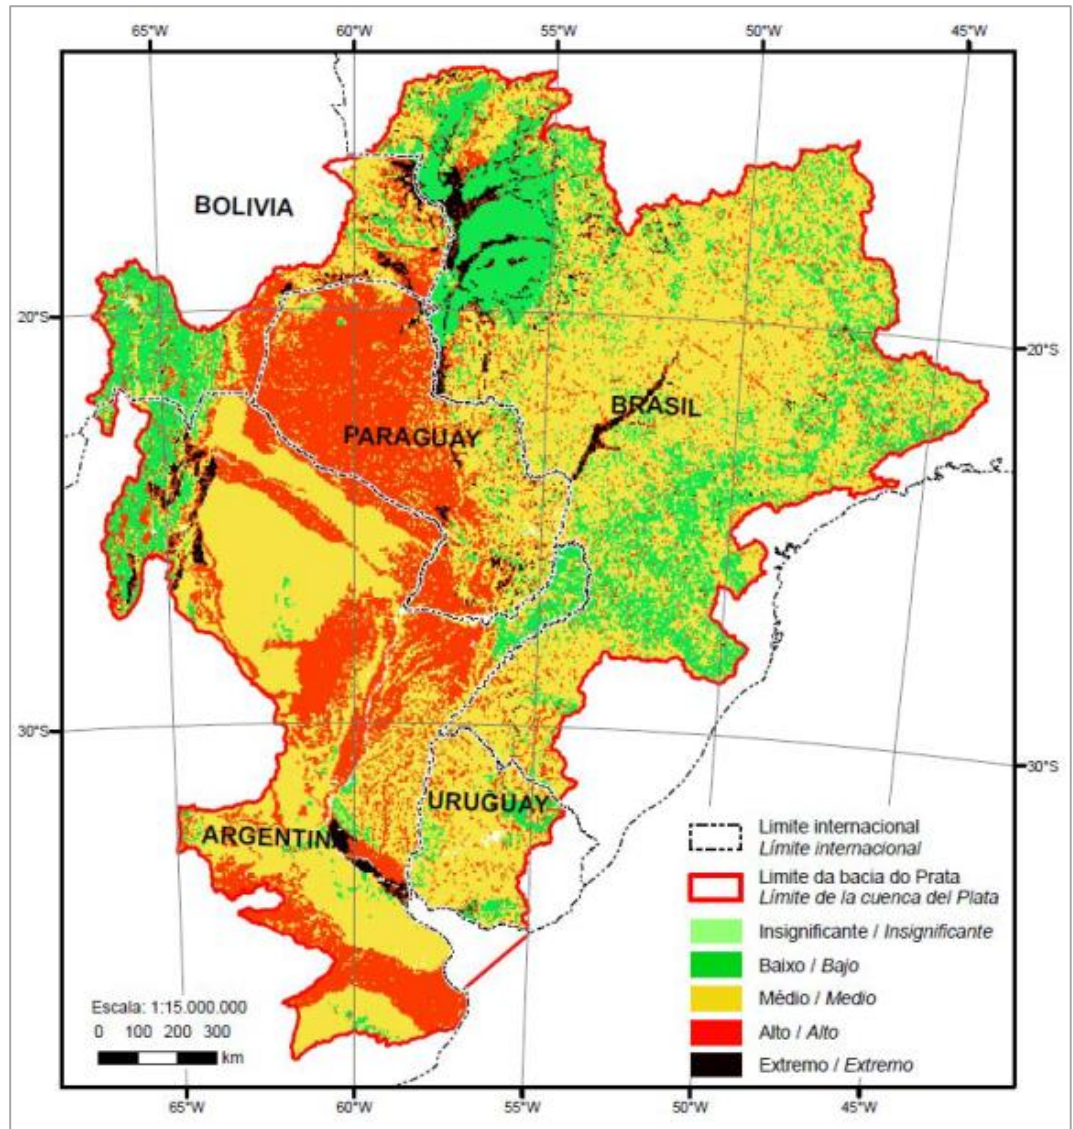 65°W 60°W 55°W 50°W 45°W
BOLIVIA
20°S
20°S
BRASIL
PARAGUAY
30°S
30°S
URUGUAY
ARGENTINA
Limite internacional
Límite internacional
Limite da bacia do Prata
Límite de la cuenca del Plata
Insignificante / Insignificante
Baixo / Bajo
Médio / Medio
Alto / Alto
Extremo / Extremo
Escala: 1:15.000.000
0 100 200 300
km
65°W 60°W 55°W 50°W 45°W